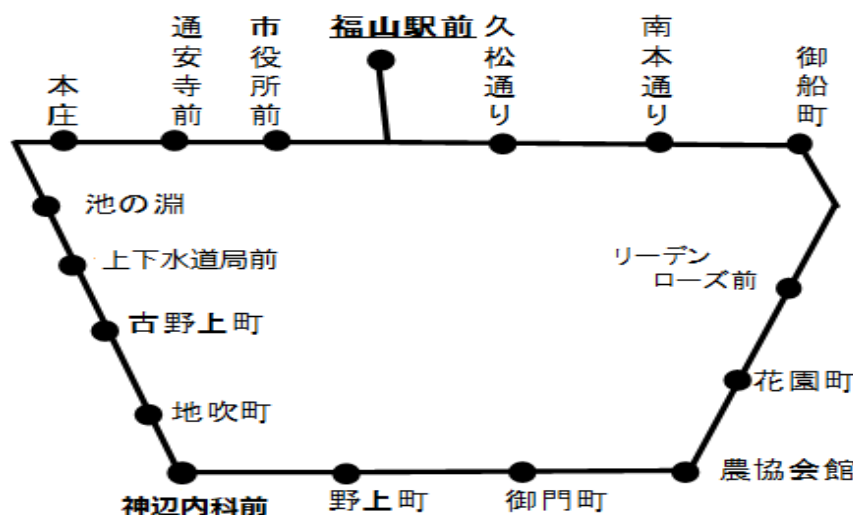 本庄
通安寺前
市役所前
福山駅前
久松通り
南本通り
御船町
池の淵
上下水道局前
古野上町
地吹町
神辺内科前
野上町
御門町
農協会館
花園町
リーデン
ローズ前